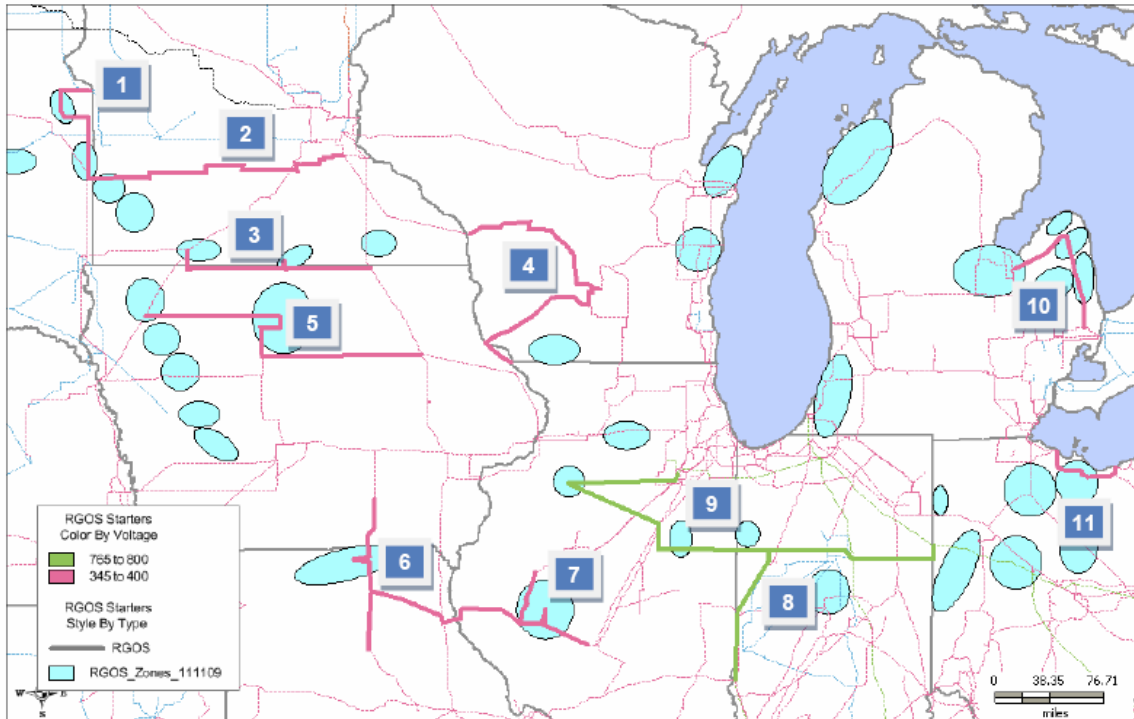 1
2
3
4
5
10
9
11
6
7
8
RGOS Starters
Color By Voltage
765 to 800
345 to 400
RGOS Starters
Style By Type
RGOS
RGOS_Zones_111109
W E
S
0 38.35 76.71
miles